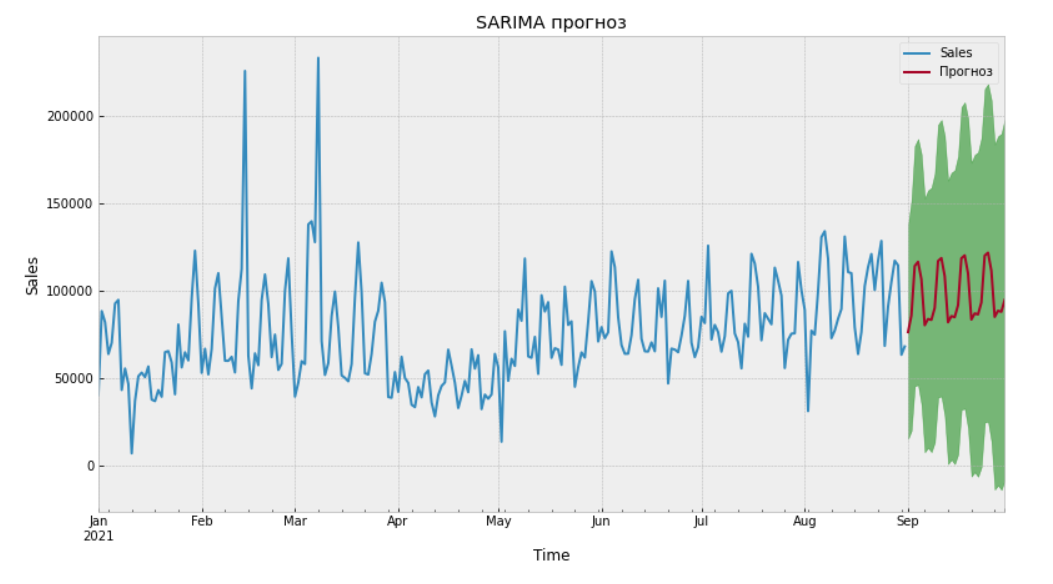 SARIMA прогноз
Sales
Прогноз
200000
150000
100000
50000
0
Sales
Jan
2021
Feb
Mar
Apr
May
Jun
Jul
Aug
Sep
Time